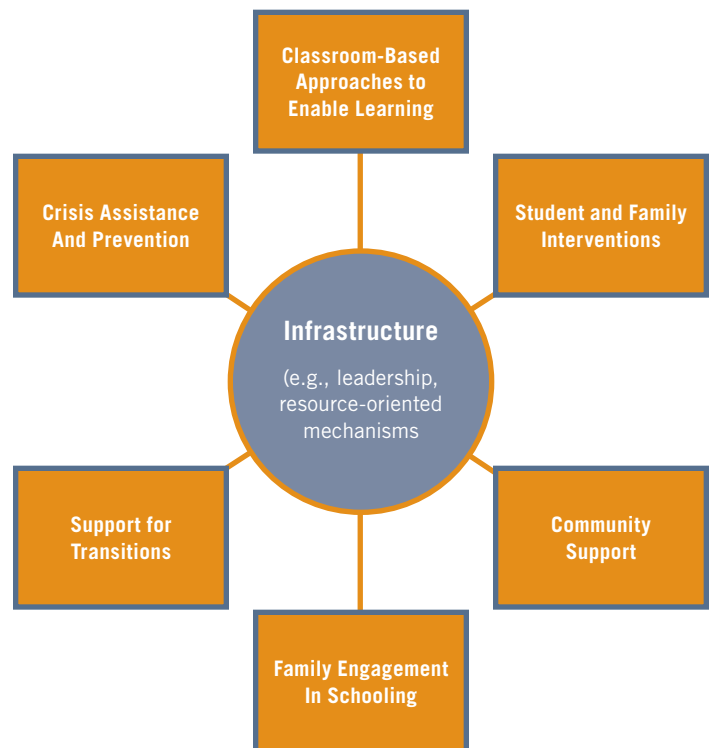 Classroom-Based
Approaches to
Enable Learning
Crisis Assistance
And Prevention
Student and Family
Interventions
Infrastructure
(e.g., leadership,
resource-oriented
mechanisms
Support for
Transitions
Community
Support
Family Engagement
In Schooling